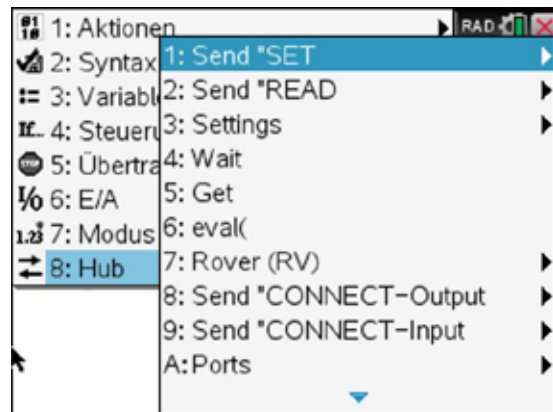 1: Aktionen
RAD
2: Syntax
3: Variabl
4: Steueru
5: Übertra
6: E/A
7: Modus
8: Hub
1: Send "SET
2: Send "READ
3: Settings
4: Wait
5: Get
6: eval(
7: Rover (RV)
8: Send "CONNECT-Output
9: Send "CONNECT-Input
A: Ports